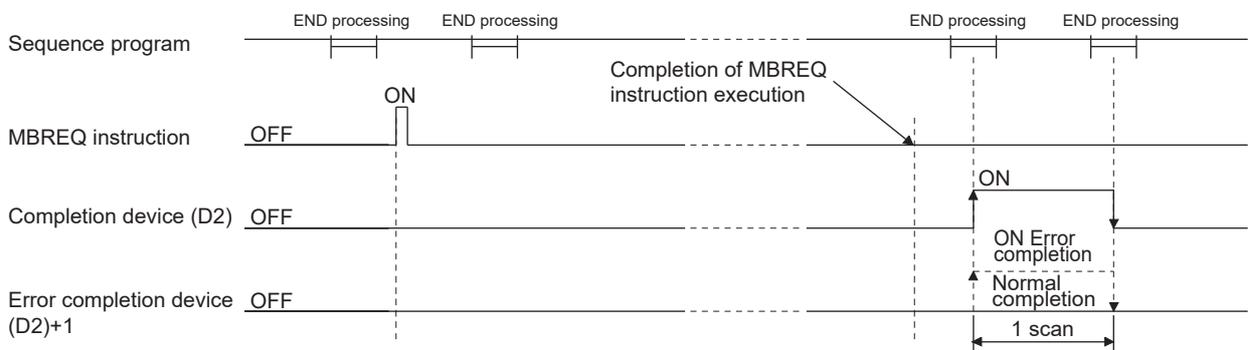 END processing
END processing
END processing
END processing
Sequence program
Completion of MBREQ
instruction execution
ON
MBREQ instruction
OFF
ON
Completion device (D2)
OFF
ON Error
completion
Normal
completion
Error completion device
(D2)+1
OFF
1 scan